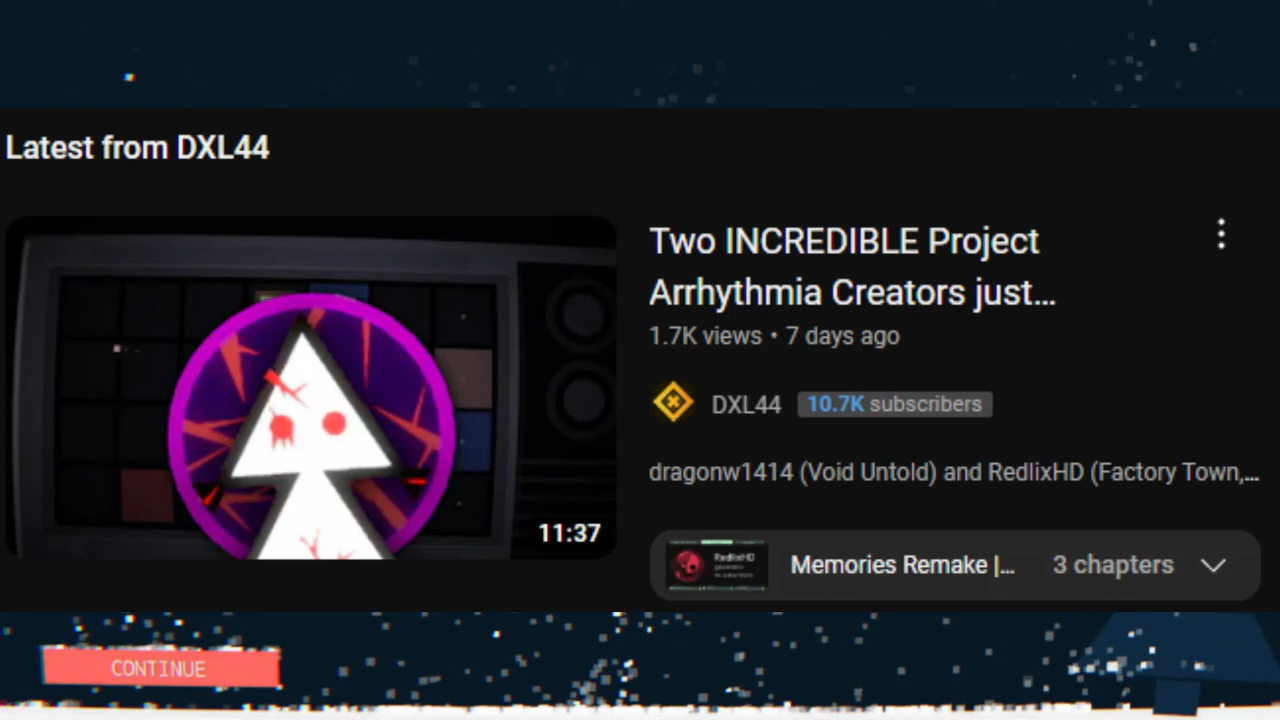 Latest from DXL44
Two INCREDIBLE Project
Arrhythmia Creators just...
1.7K views • 7 days ago
DXL44 10.7K subscribers
dragonw1414 (Void Untold) and RedlixHD (Factory Town,...
11:37
RedlixHD
Memories Remake |... 3 chapters
CONTINUE